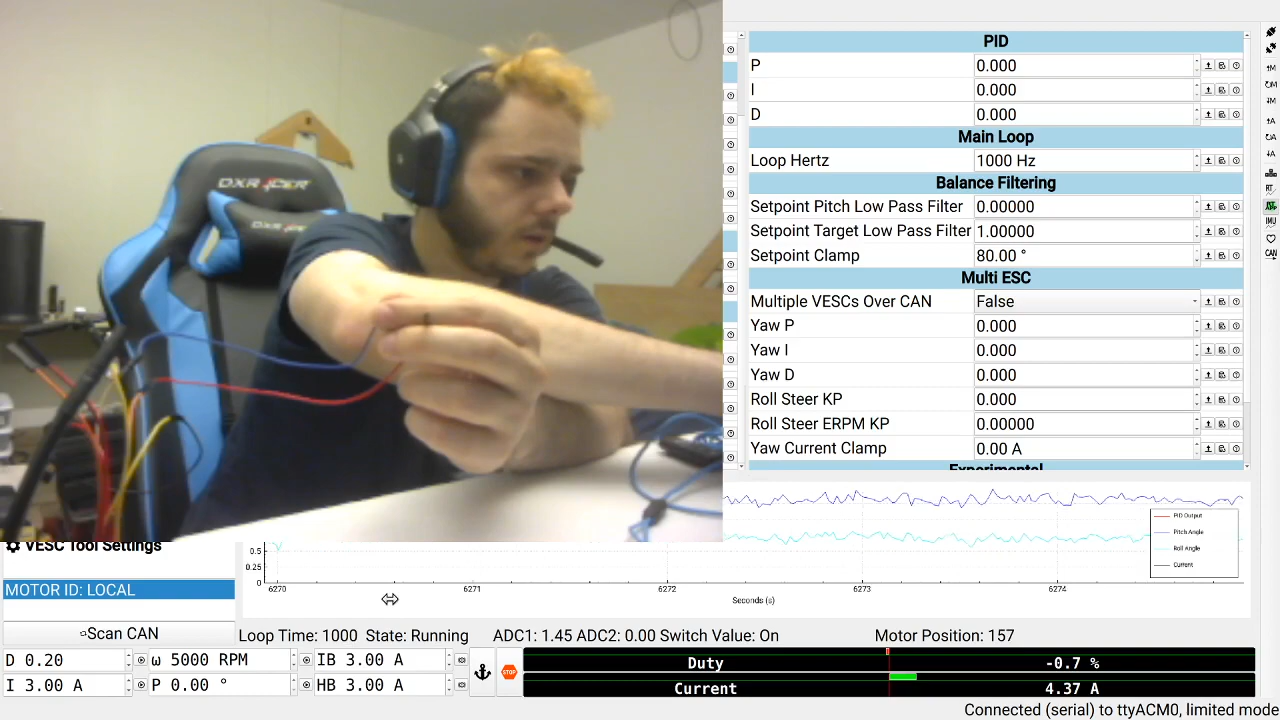 DXRACER
PID
P 0.000
I 0.000
D 0.000
Main Loop
Loop Hertz 1000 Hz
Balance Filtering
Setpoint Pitch Low Pass Filter 0.00000
Setpoint Target Low Pass Filter 1.00000
Setpoint Clamp 80.00 °
Multi ESC
Multiple VESCs Over CAN False
Yaw P 0.000
Yaw I 0.000
Yaw D 0.000
Roll Steer KP 0.000
Roll Steer ERPM KP 0.00000
Yaw Current Clamp 0.00 A
Experimental
RT
IMU
CAN
PID Output
Pitch Angle
Roll Angle
Current
VESC Tool Settings
0.5
0.25
0
6270 6271 6272 6273 6274
Seconds (s)
MOTOR ID: LOCAL
Scan CAN
Loop Time: 1000 State: Running ADC1: 1.45 ADC2: 0.00 Switch Value: On Motor Position: 157
D 0.20 ω 5000 RPM IB 3.00 A STOP Duty -0.7 %
I 3.00 A P 0.00 ° HB 3.00 A Current 4.37 A
Connected (serial) to ttyACM0, limited mode